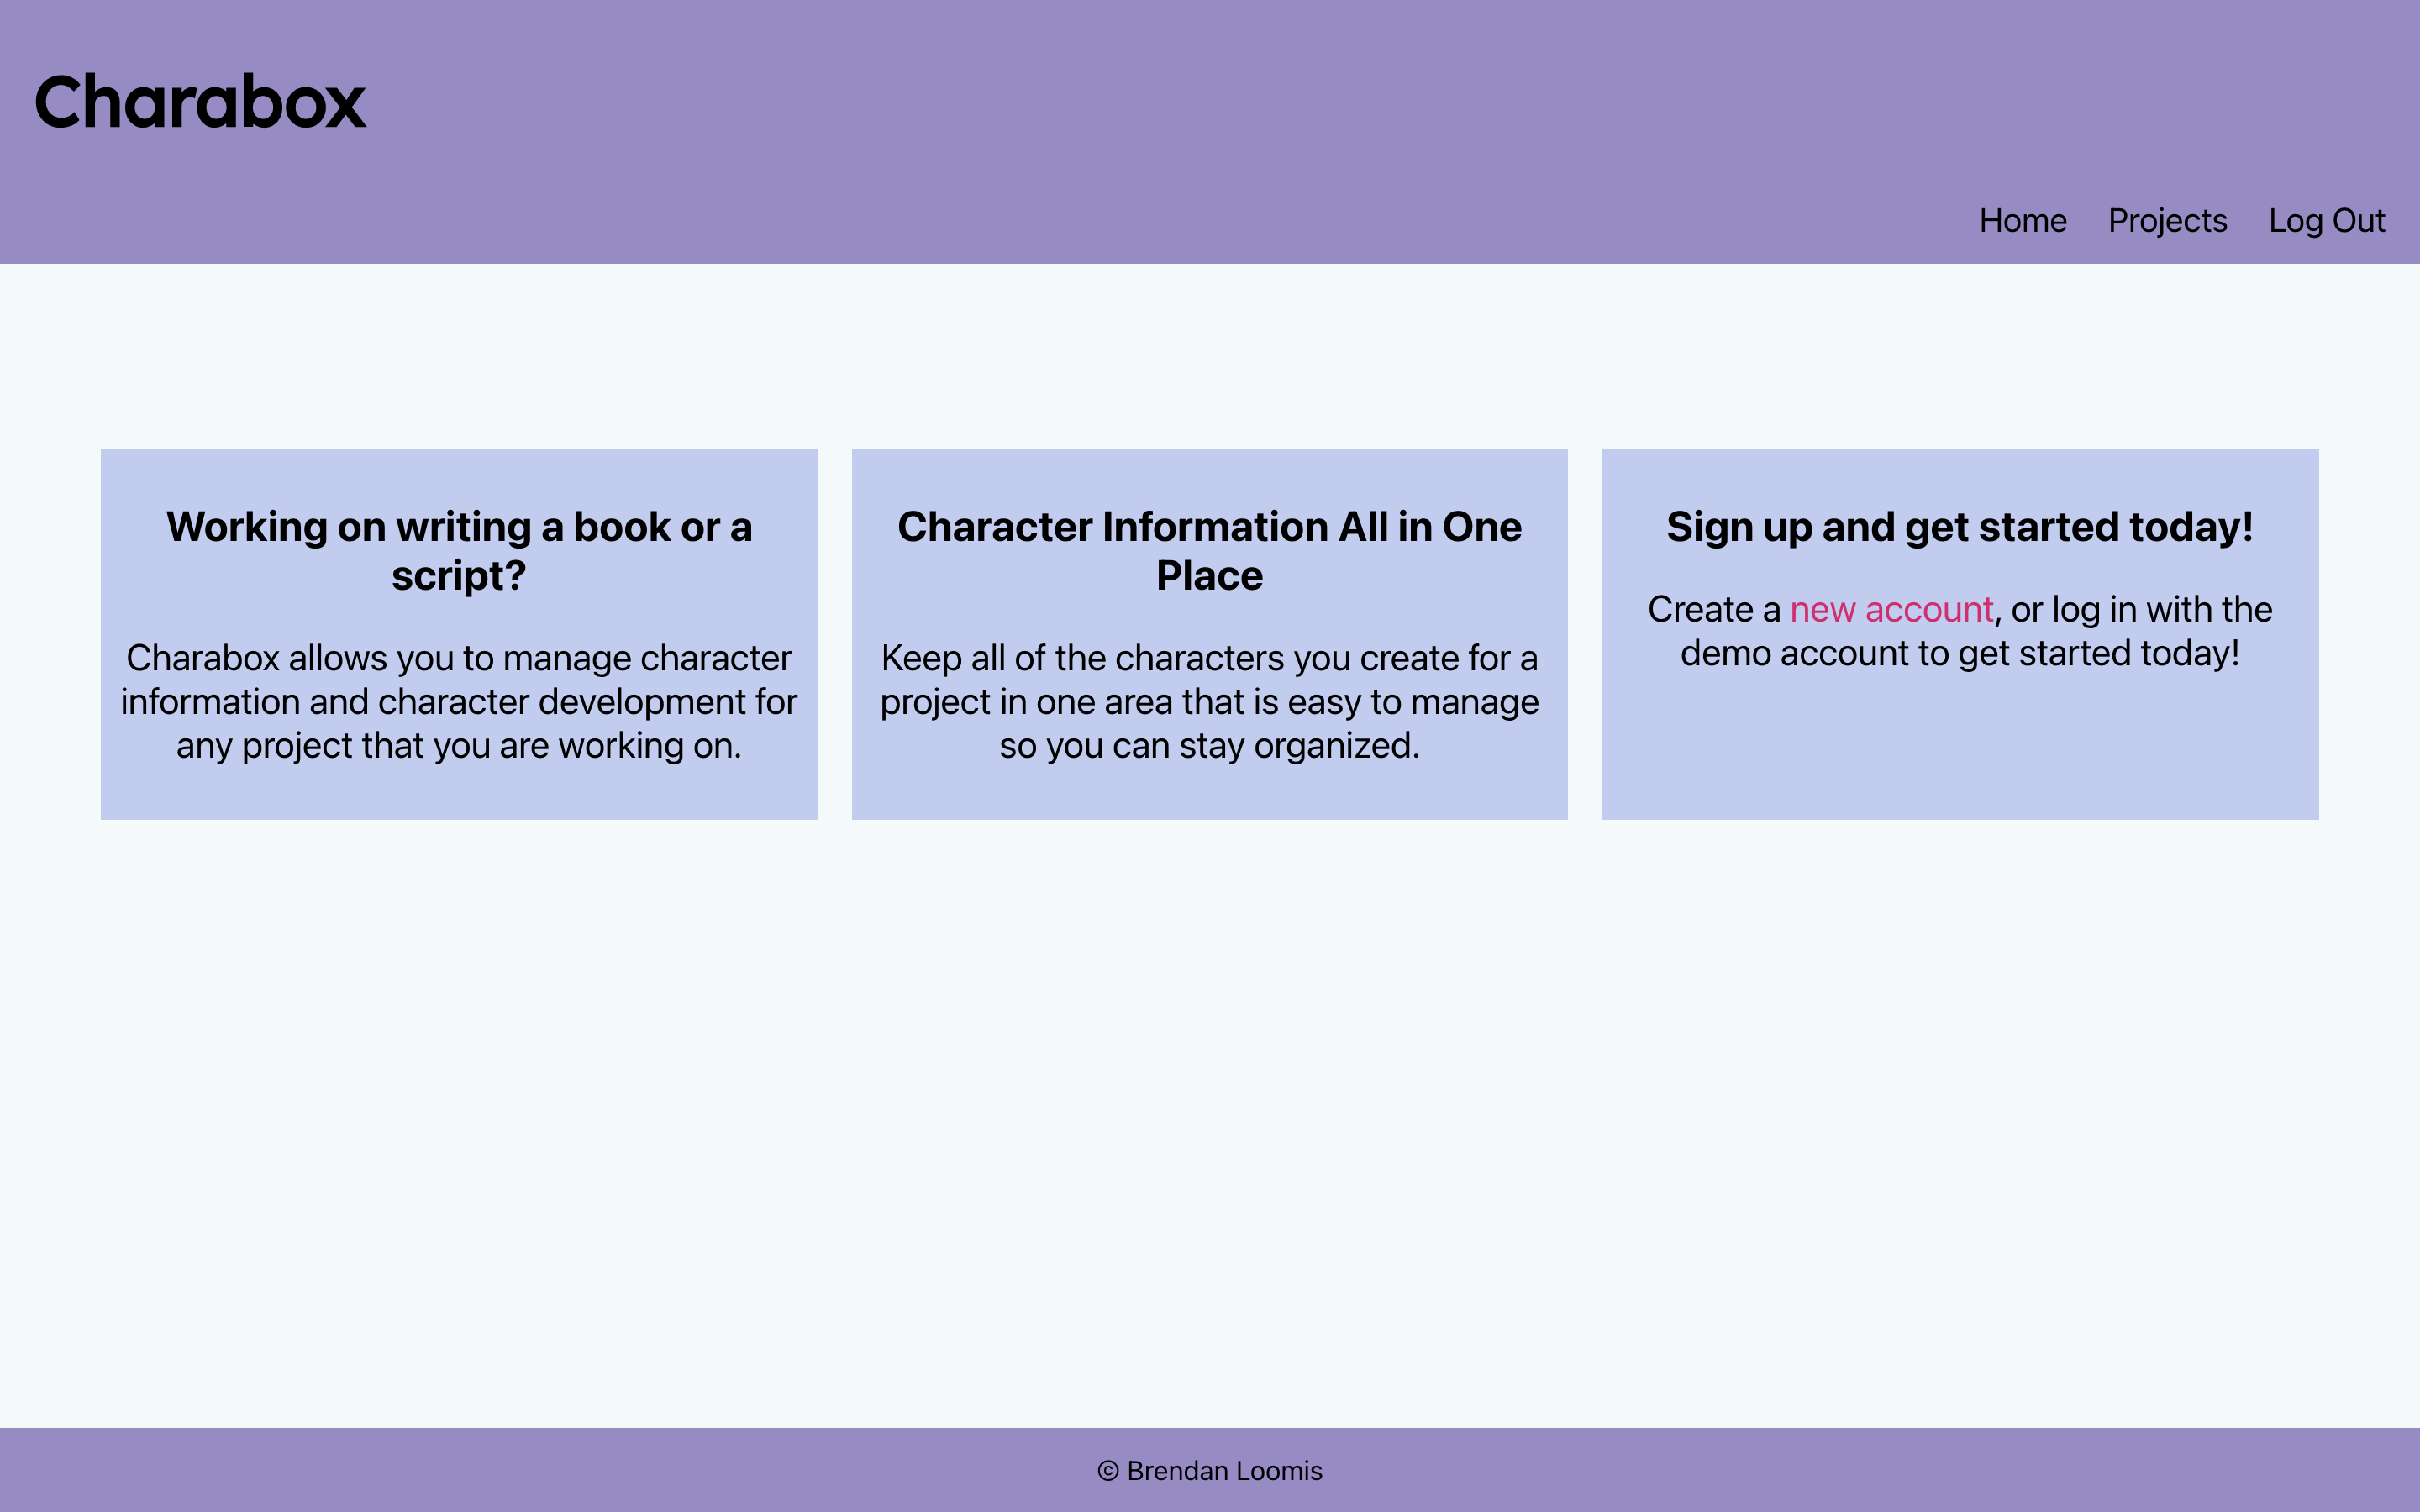 Charabox
Home Projects Log Out
Working on writing a book or a
script?
Charabox allows you to manage character
information and character development for
any project that you are working on.
Character Information All in One
Place
Keep all of the characters you create for a
project in one area that is easy to manage
so you can stay organized.
Sign up and get started today!
Create a new account, or log in with the
demo account to get started today!
© Brendan Loomis